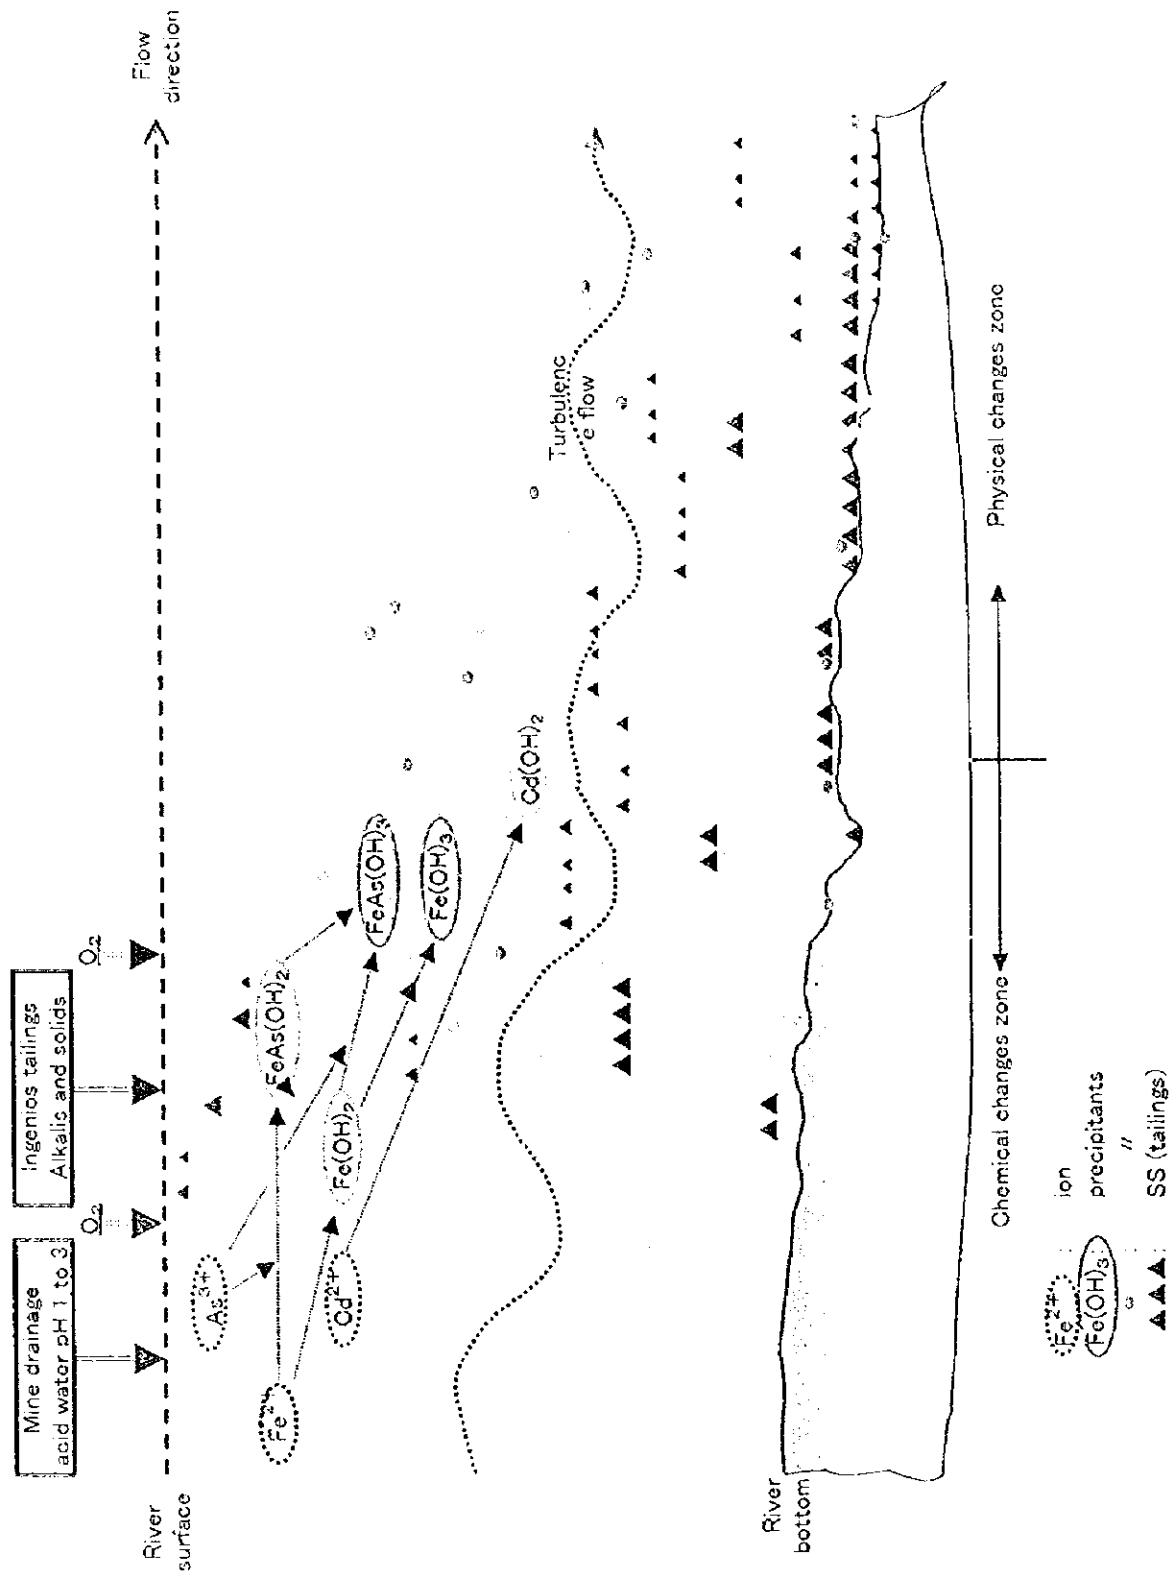 Mine drainage
acid water pH 1 to 3
Ingenios tailings
Alkalis and solids
O₂
O₂
River
surface
Flow
direction
As³⁺
Fe²⁺
Cd²⁺
Fe(OH)₂
FeAs(OH)₂
FeAs(OH)₃
Fe(OH)₃
Cd(OH)₂
Turbulenc
e flow
River
bottom
Chemical changes zone
Physical changes zone
Fe²⁺ : ion
Fe(OH)₃ : precipitants
: 〃
▲▲▲ : SS (tailings)